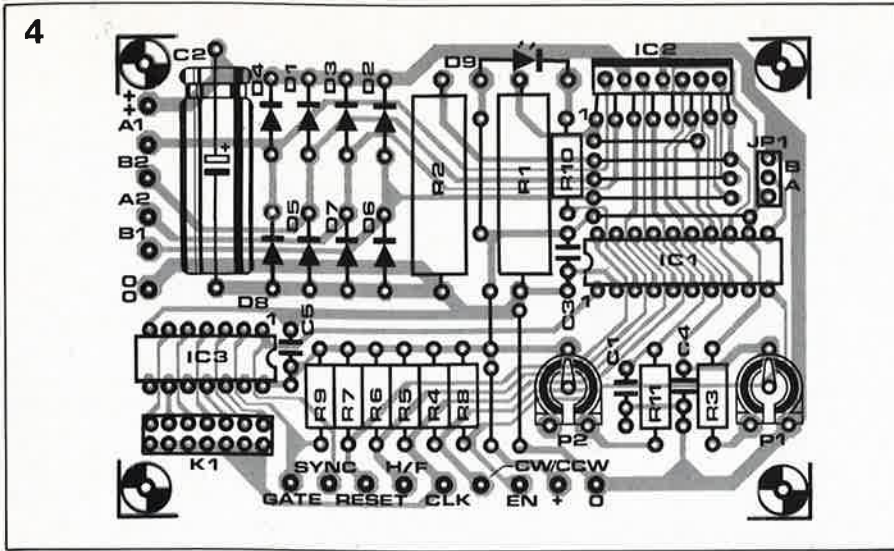 4
C2
D4
D1
D3
D2
D9
IC2
++
A1
B2
A2
B1
0
0
R2
R1
R10
1
JP1
B
A
D5
D7
D6
D8
IC1
1
C3
C5
1
IC3
R9
R7
R6
R5
R4
R8
C1
R11
C4
R3
P2
P1
K1
SYNC
H/F
CW/CCW
GATE
RESET
CLK
EN
+
0